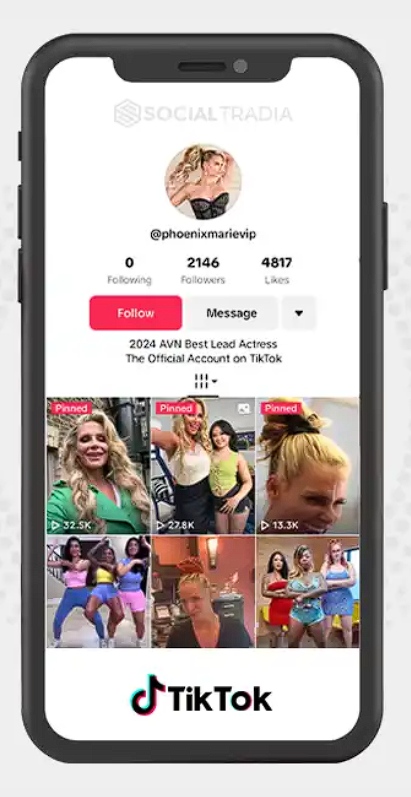 SOCIALTRADIA
@phoenixmarievip
0 2146 4817
Following Followers Likes
Follow Message
2024 AVN Best Lead Actress
The Official Account on TikTok
Pinned Pinned Pinned
32.5K 27.8K 13.3K
TikTok